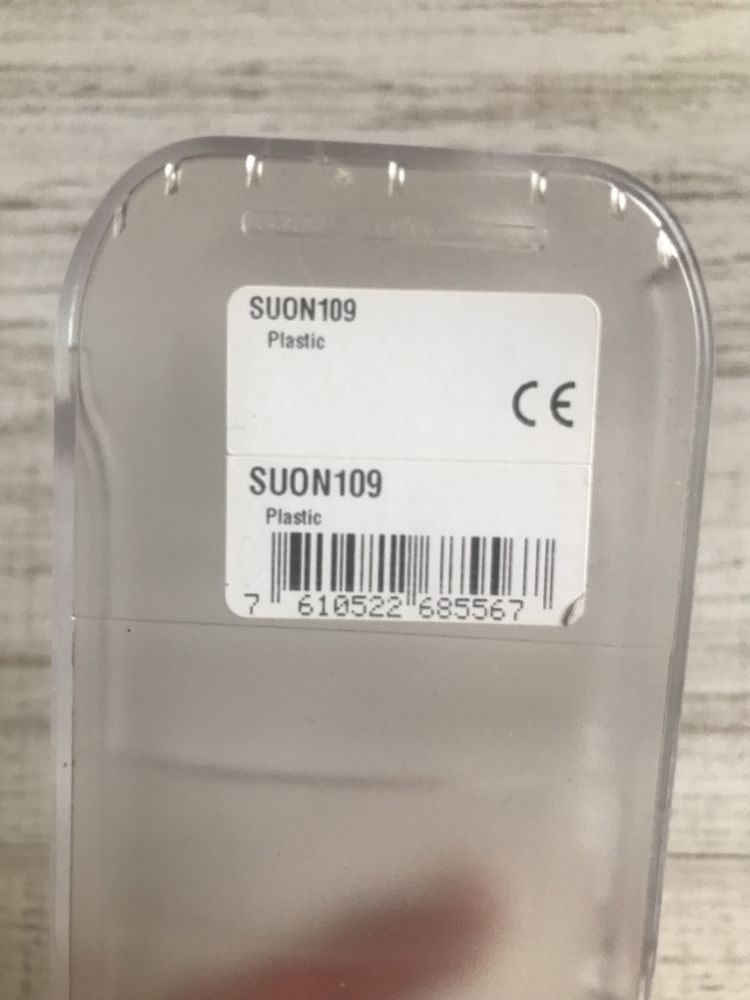 SUON109
Plastic
CE
SUON109
Plastic
7 610522 685567